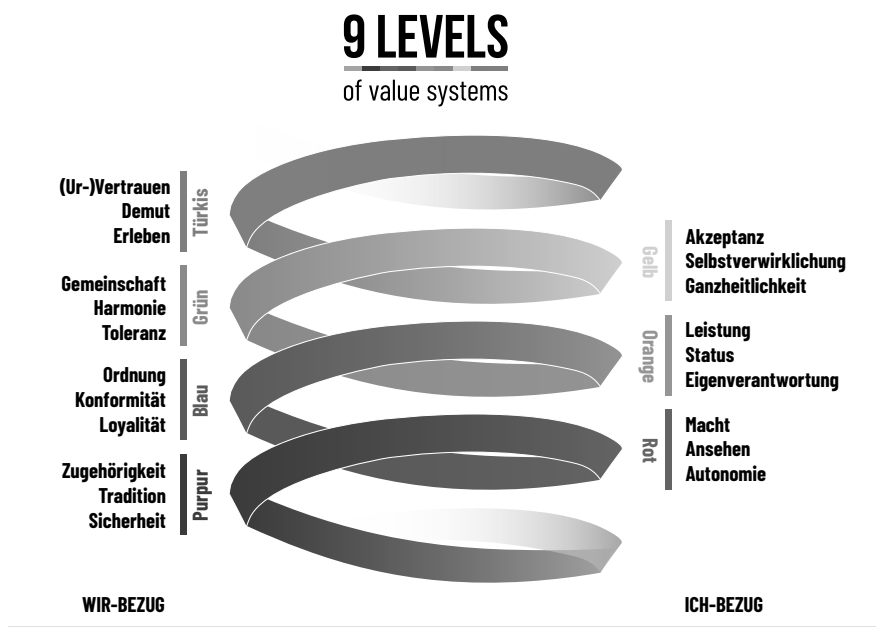 9 LEVELS
of value systems
(Ur-)Vertrauen
Demut
Erleben
Türkis
Gelb
Akzeptanz
Selbstverwirklichung
Ganzheitlichkeit
Gemeinschaft
Harmonie
Toleranz
Grün
Orange
Leistung
Status
Eigenverantwortung
Ordnung
Konformität
Loyalität
Blau
Rot
Macht
Ansehen
Autonomie
Zugehörigkeit
Tradition
Sicherheit
Purpur
WIR-BEZUG
ICH-BEZUG